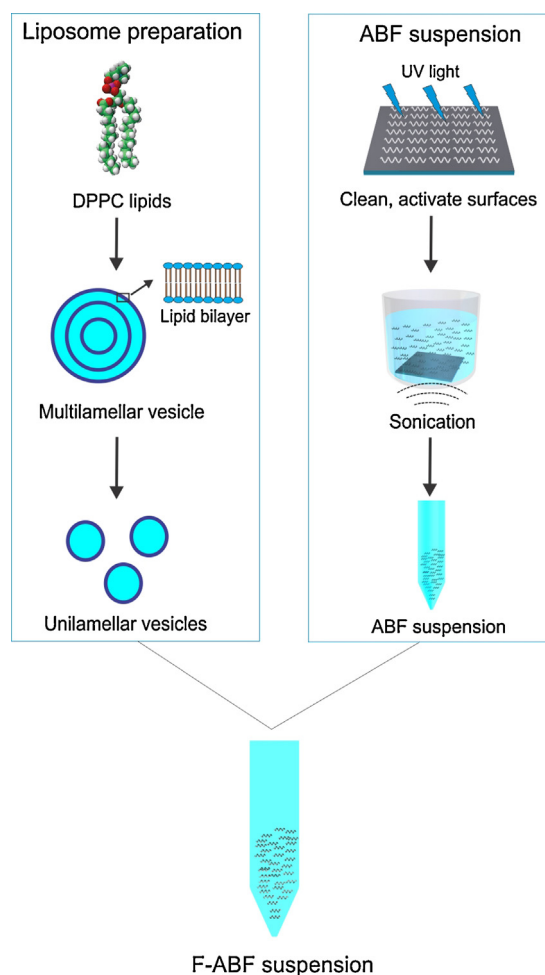 Liposome preparation
DPPC lipids
Lipid bilayer
Multilamellar vesicle
Unilamellar vesicles
ABF suspension
UV light
Clean, activate surfaces
Sonication
ABF suspension
F-ABF suspension